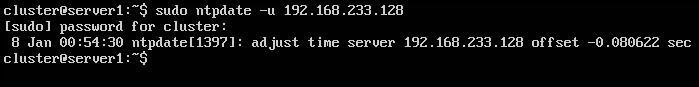 cluster@server1:~$ sudo ntpdate -u 192.168.233.128
[sudo] password for cluster:
 8 Jan 00:54:30 ntpdate[1397]: adjust time server 192.168.233.128 offset -0.080622 sec
cluster@server1:~$